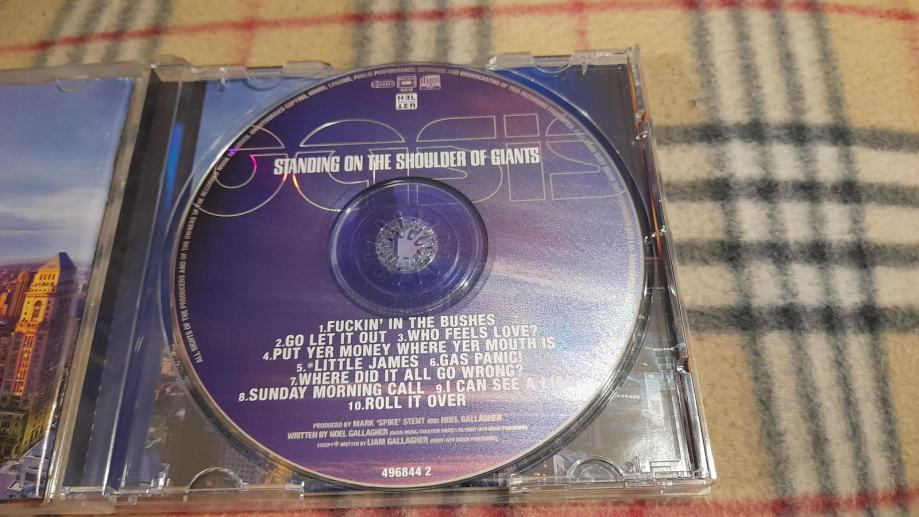 oasis
STANDING ON THE SHOULDER OF GIANTS
1.FUCKIN' IN THE BUSHES
2.GO LET IT OUT 3.WHO FEELS LOVE?
4.PUT YER MONEY WHERE YER MOUTH IS
5.*LITTLE JAMES 6.GAS PANIC!
7.WHERE DID IT ALL GO WRONG?
8.SUNDAY MORNING CALL 9.I CAN SEE A
10.ROLL IT OVER
PRODUCED BY MARK 'SPIKE' STENT AND NOEL GALLAGHER
WRITTEN BY NOEL GALLAGHER
EXCEPT* WRITTEN BY LIAM GALLAGHER
496844 2
ALL RIGHTS OF THE PRODUCERS AND OF THE OWNERS OF THE RECORDED